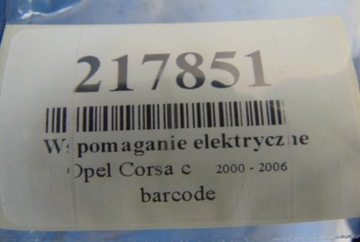 217851
Wspomaganie elektryczne
Opel Corsa c 2000 - 2006
barcode